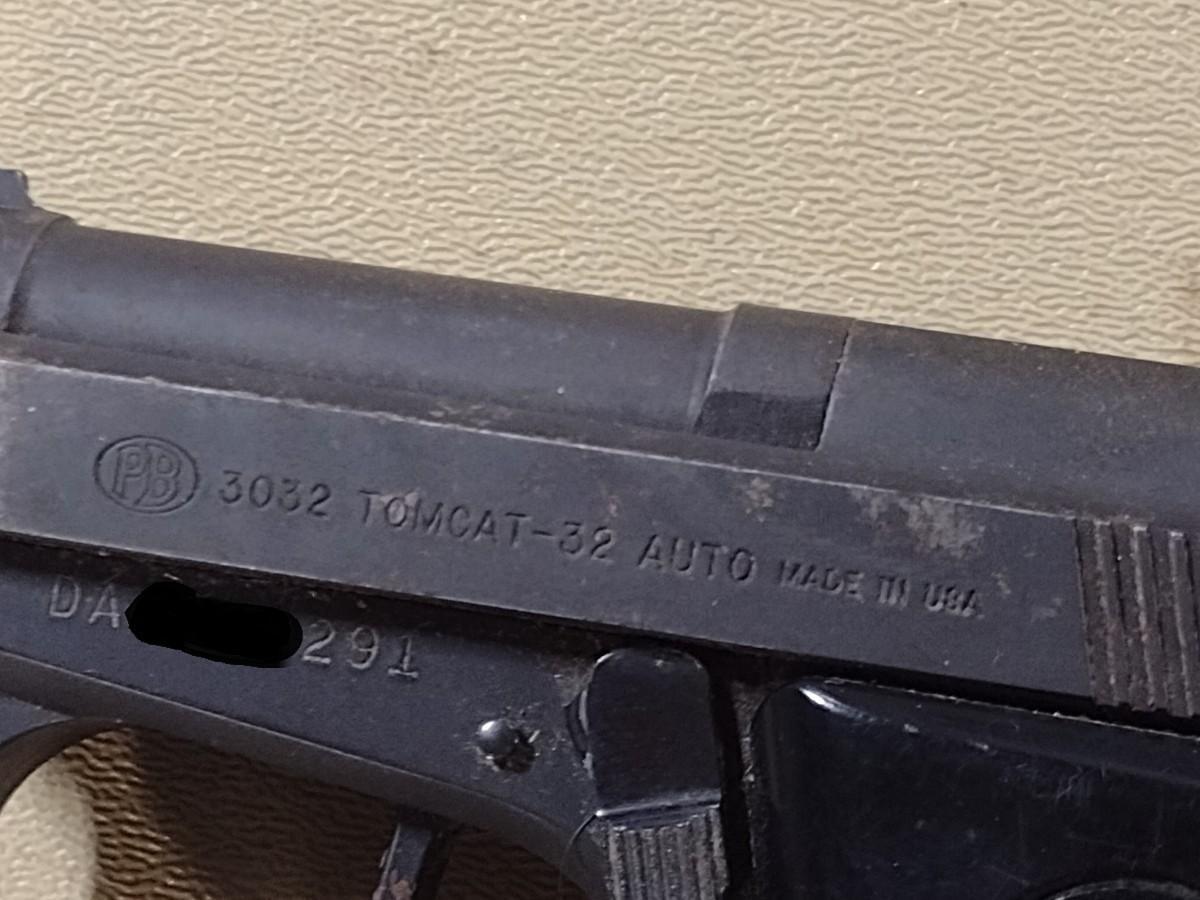 PB 3032 TOMCAT-32 AUTO MADE IN USA
DA 291